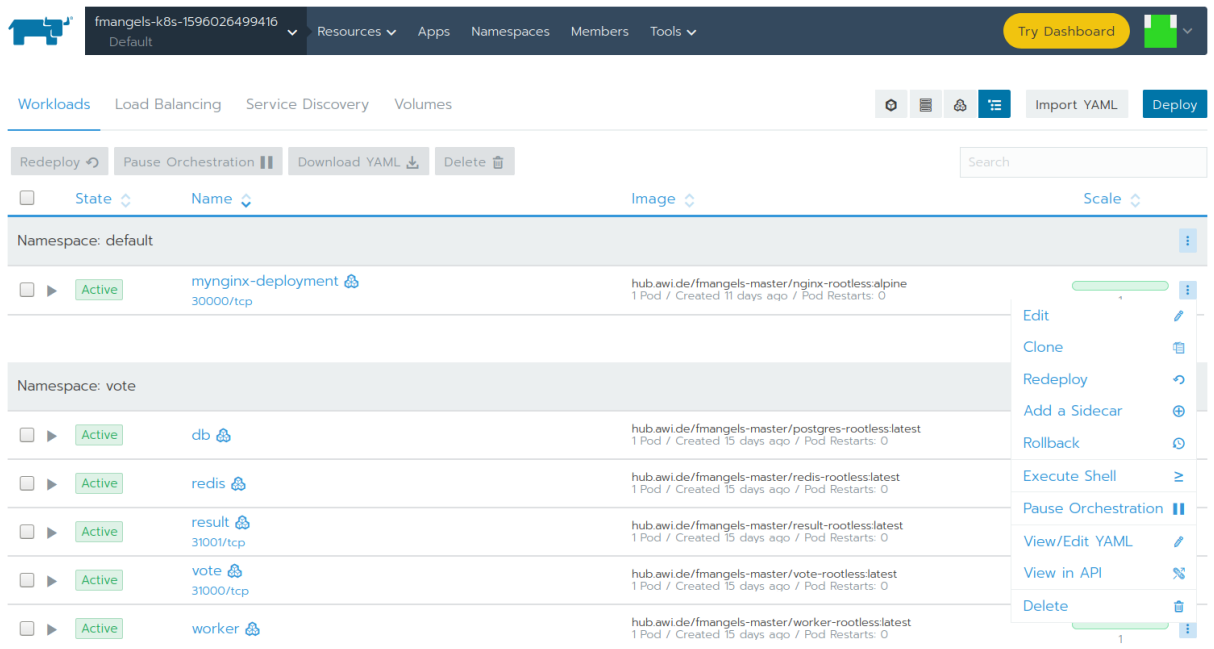 fmangels-k8s-1596026499416
Default
Resources Apps Namespaces Members Tools Try Dashboard
Workloads Load Balancing Service Discovery Volumes Import YAML Deploy
Redeploy Pause Orchestration Download YAML Delete Search
State Name Image Scale
Namespace: default
Active mynginx-deployment hub.awi.de/fmangels-master/nginx-rootless:alpine
30000/tcp 1 Pod / Created 11 days ago / Pod Restarts: 0 1
Edit
Clone
Redeploy
Add a Sidecar
Rollback
Execute Shell
Pause Orchestration
View/Edit YAML
View in API
Delete
Namespace: vote
Active db hub.awi.de/fmangels-master/postgres-rootless:latest
1 Pod / Created 15 days ago / Pod Restarts: 0
Active redis hub.awi.de/fmangels-master/redis-rootless:latest
1 Pod / Created 15 days ago / Pod Restarts: 0
Active result hub.awi.de/fmangels-master/result-rootless:latest
31001/tcp 1 Pod / Created 15 days ago / Pod Restarts: 0
Active vote hub.awi.de/fmangels-master/vote-rootless:latest
31000/tcp 1 Pod / Created 15 days ago / Pod Restarts: 0
Active worker hub.awi.de/fmangels-master/worker-rootless:latest
1 Pod / Created 15 days ago / Pod Restarts: 0 1